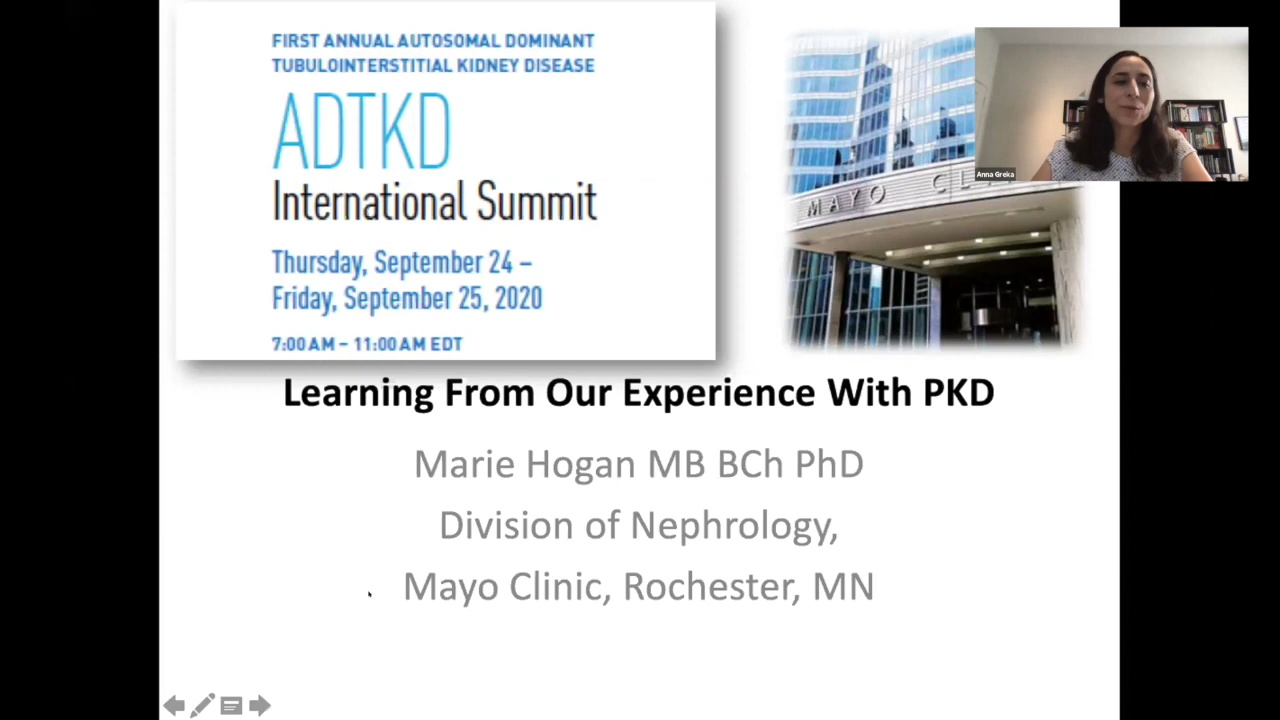 FIRST ANNUAL AUTOSOMAL DOMINANT
TUBULOINTERSTITIAL KIDNEY DISEASE
ADTKD
International Summit
Thursday, September 24 –
Friday, September 25, 2020
7:00 AM – 11:00 AM EDT
MAYO CL
Anna Greka
Learning From Our Experience With PKD
Marie Hogan MB BCh PhD
Division of Nephrology,
Mayo Clinic, Rochester, MN